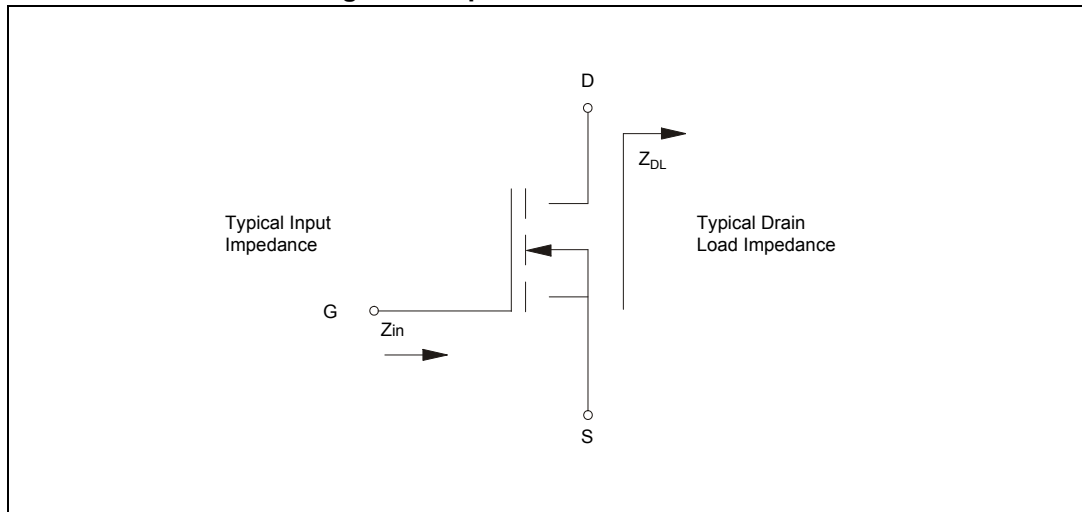 D
Z_DL
Typical Input
Impedance
Typical Drain
Load Impedance
G
Zin
S